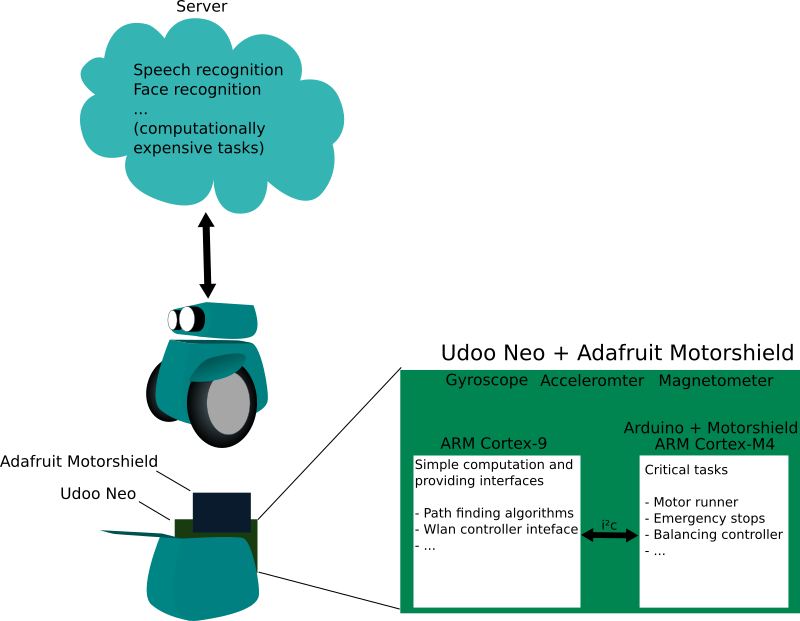 Server
Speech recognition
Face recognition
...
(computationally
expensive tasks)
Udoo Neo + Adafruit Motorshield
Gyroscope Acceleromter Magnetometer
Arduino + Motorshield
ARM Cortex-M4
ARM Cortex-9
Simple computation and
providing interfaces
- Path finding algorithms
- Wlan controller inteface
- ...
i²c
Critical tasks
- Motor runner
- Emergency stops
- Balancing controller
- ...
Adafruit Motorshield
Udoo Neo